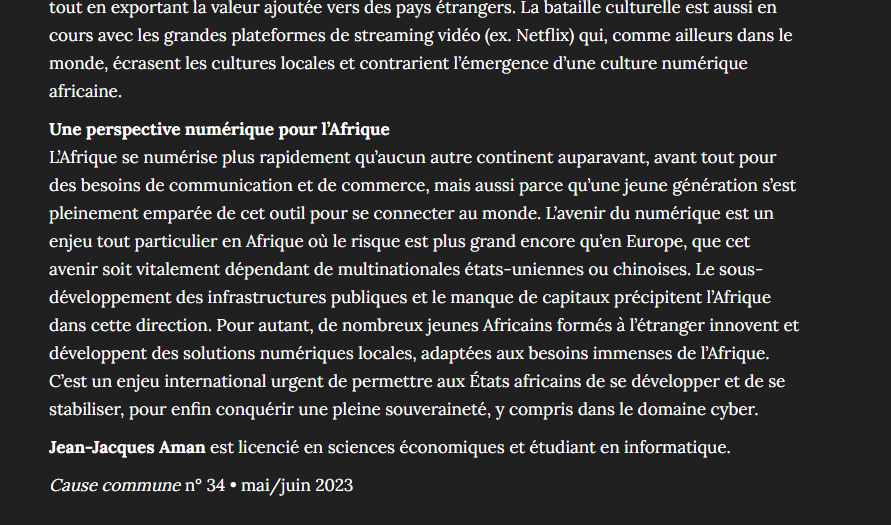 tout en exportant la valeur ajoutée vers des pays étrangers. La bataille culturelle est aussi en
cours avec les grandes plateformes de streaming vidéo (ex. Netflix) qui, comme ailleurs dans le
monde, écrasent les cultures locales et contrarient l’émergence d’une culture numérique
africaine.
Une perspective numérique pour l’Afrique
L’Afrique se numérise plus rapidement qu’aucun autre continent auparavant, avant tout pour
des besoins de communication et de commerce, mais aussi parce qu’une jeune génération s’est
pleinement emparée de cet outil pour se connecter au monde. L’avenir du numérique est un
enjeu tout particulier en Afrique où le risque est plus grand encore qu’en Europe, que cet
avenir soit vitalement dépendant de multinationales états-uniennes ou chinoises. Le sous-
développement des infrastructures publiques et le manque de capitaux précipitent l’Afrique
dans cette direction. Pour autant, de nombreux jeunes Africains formés à l’étranger innovent et
développent des solutions numériques locales, adaptées aux besoins immenses de l’Afrique.
C’est un enjeu international urgent de permettre aux États africains de se développer et de se
stabiliser, pour enfin conquérir une pleine souveraineté, y compris dans le domaine cyber.
Jean-Jacques Aman est licencié en sciences économiques et étudiant en informatique.
Cause commune n° 34 • mai/juin 2023